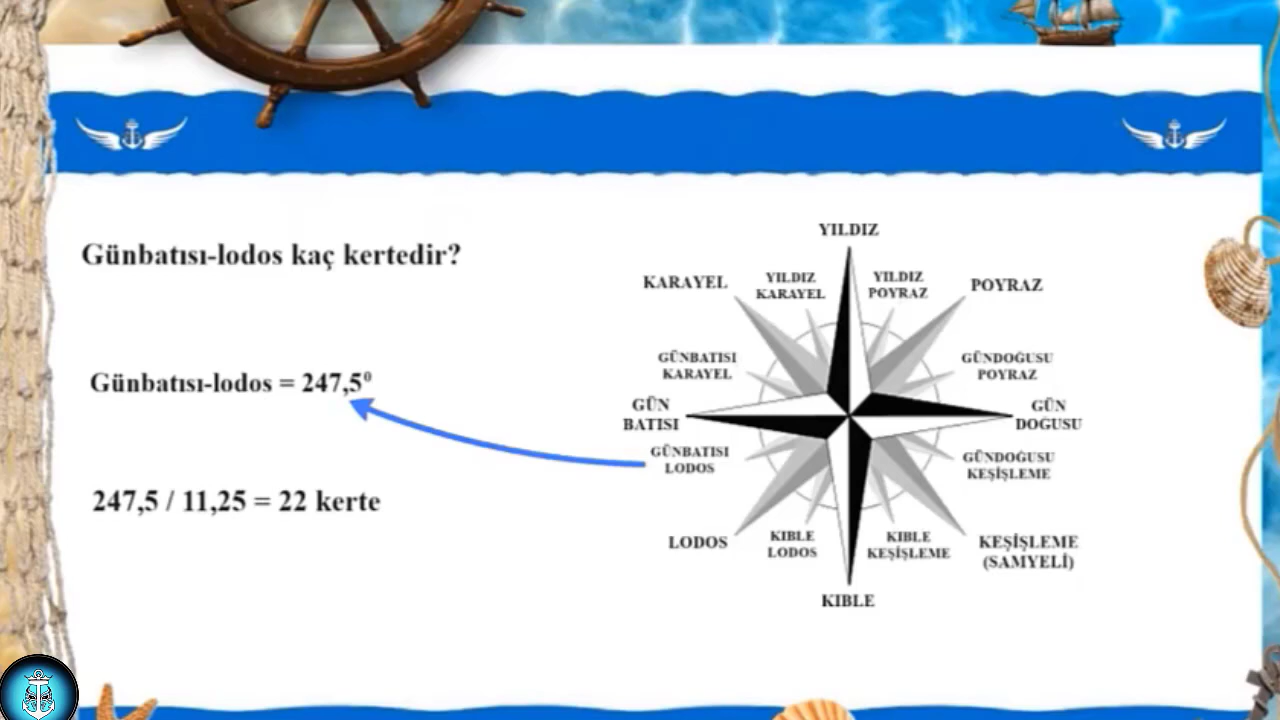 Günbatısı-lodos kaç kertedir?
Günbatısı-lodos = 247,5⁰
247,5 / 11,25 = 22 kerte
YILDIZ
KARAYEL
YILDIZ
KARAYEL
YILDIZ
POYRAZ
POYRAZ
GÜNBATISI
KARAYEL
GÜNDOĞUSU
POYRAZ
GÜN
BATISI
GÜN
DOĞUSU
GÜNBATISI
LODOS
GÜNDOĞUSU
KEŞİŞLEME
LODOS
KIBLE
LODOS
KIBLE
KEŞİŞLEME
KEŞİŞLEME
(SAMYELİ)
KIBLE